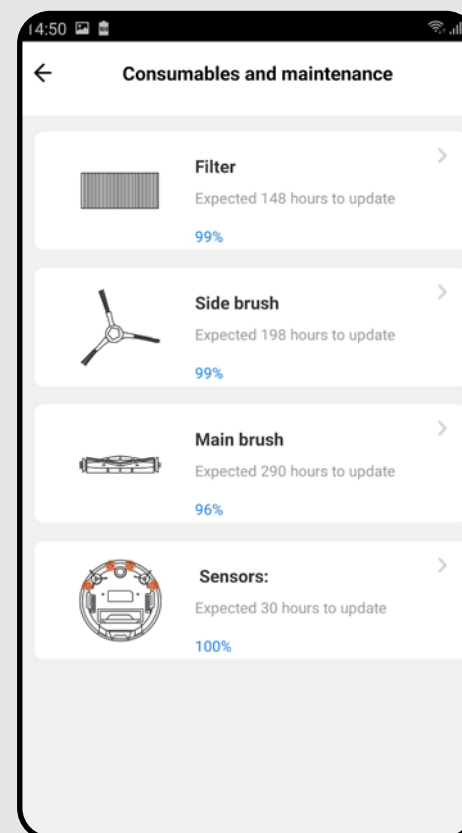 14:50
Consumables and maintenance
Filter
Expected 148 hours to update
99%
Side brush
Expected 198 hours to update
99%
Main brush
Expected 290 hours to update
96%
Sensors:
Expected 30 hours to update
100%